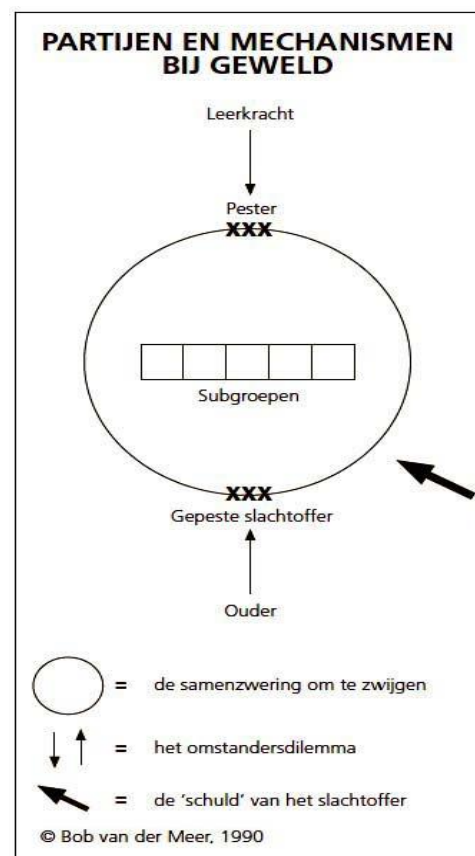 PARTIJEN EN MECHANISMEN
BIJ GEWELD
Leerkracht
Pester
XXX
Subgroepen
XXX
Gepeste slachtoffer
Ouder
= de samenzwering om te zwijgen
= het omstandersdilemma
= de 'schuld' van het slachtoffer
© Bob van der Meer, 1990